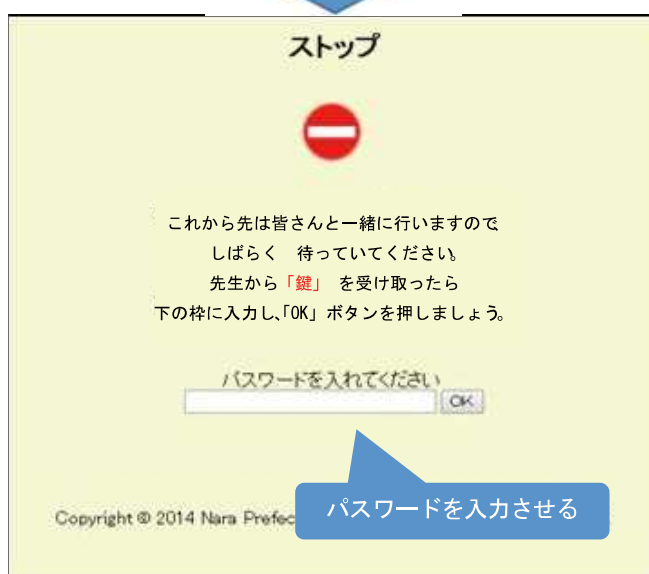 ストップ
これから先は皆さんと一緒に行いますので
しばらく 待っていてください。
先生から「鍵」 を受け取ったら
下の枠に入力し、「OK」ボタンを押しましょう。
パスワードを入れてください
OK
パスワードを入力させる
Copyright © 2014 Nara Prefec